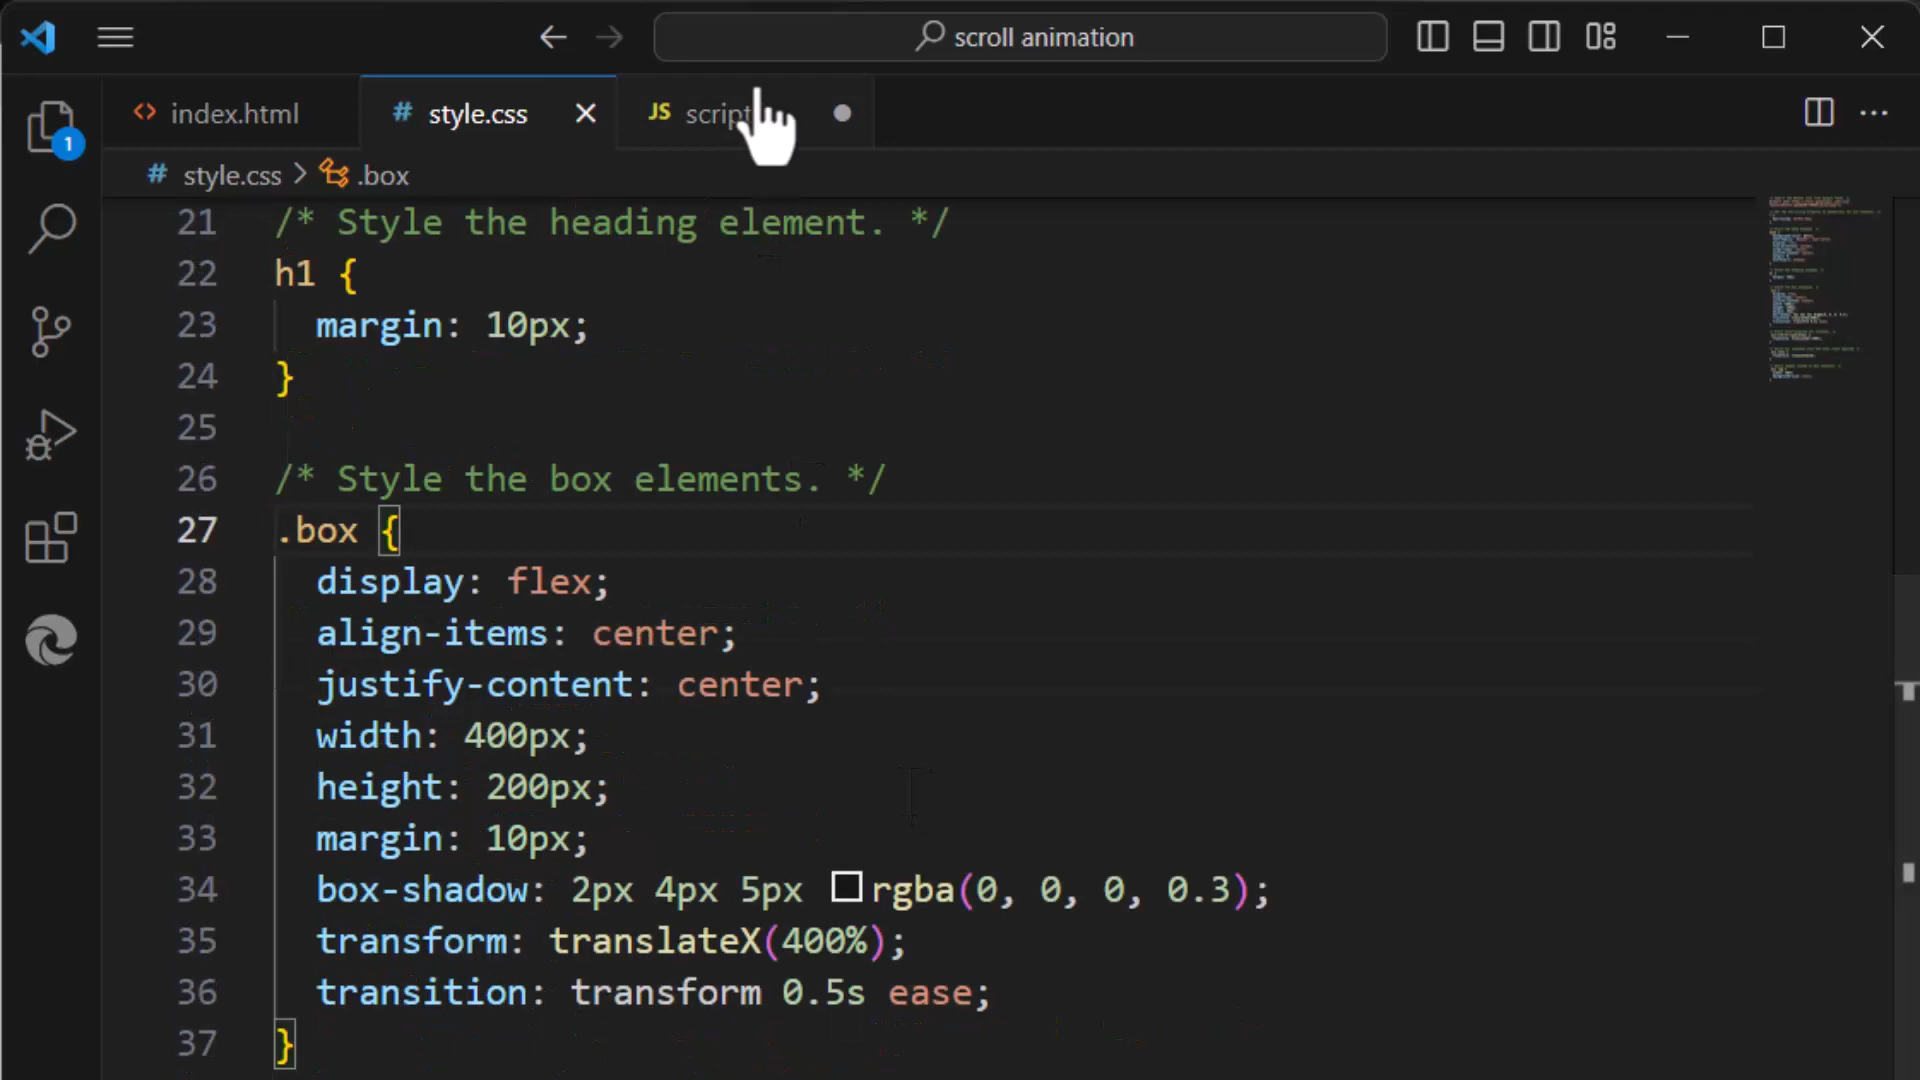 scroll animation
index.html
# style.css
JS script
1
# style.css > .box
21 /* Style the heading element. */
22 h1 {
23 margin: 10px;
24 }
25
26 /* Style the box elements. */
27 .box {
28 display: flex;
29 align-items: center;
30 justify-content: center;
31 width: 400px;
32 height: 200px;
33 margin: 10px;
34 box-shadow: 2px 4px 5px rgba(0, 0, 0, 0.3);
35 transform: translateX(400%);
36 transition: transform 0.5s ease;
37 }